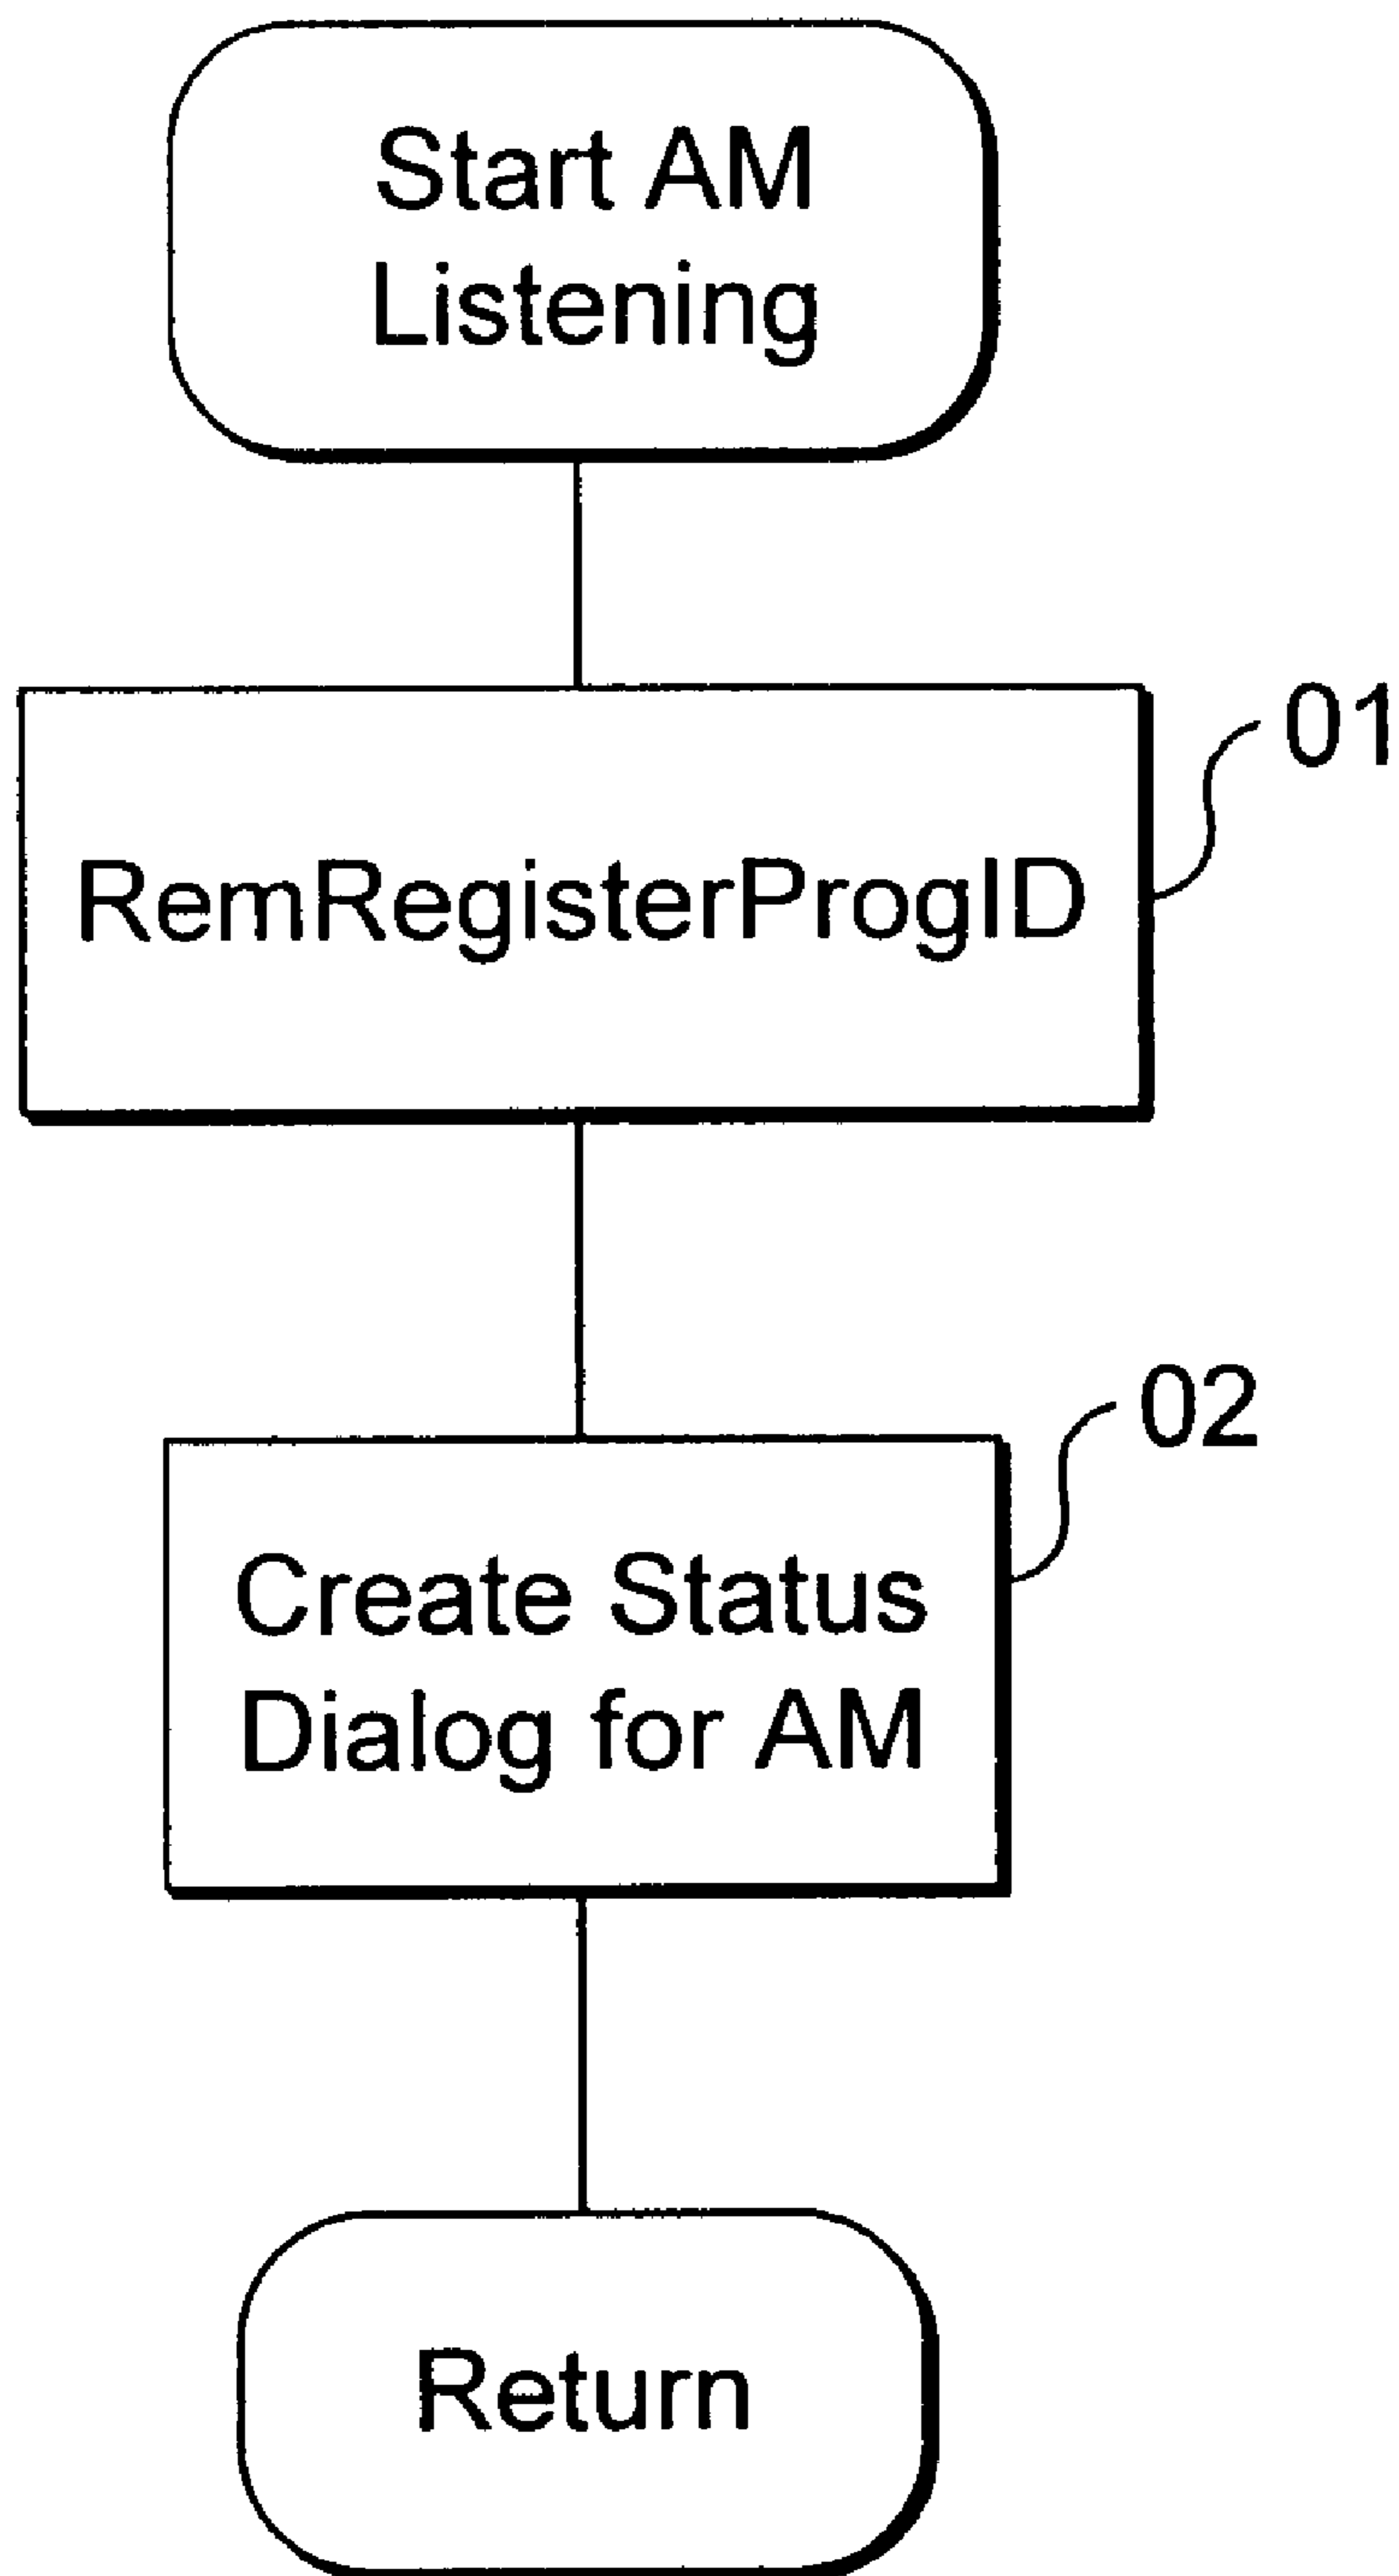 Start AM
Listening
01
RemRegisterProgID
02
Create Status
Dialog for AM
Return